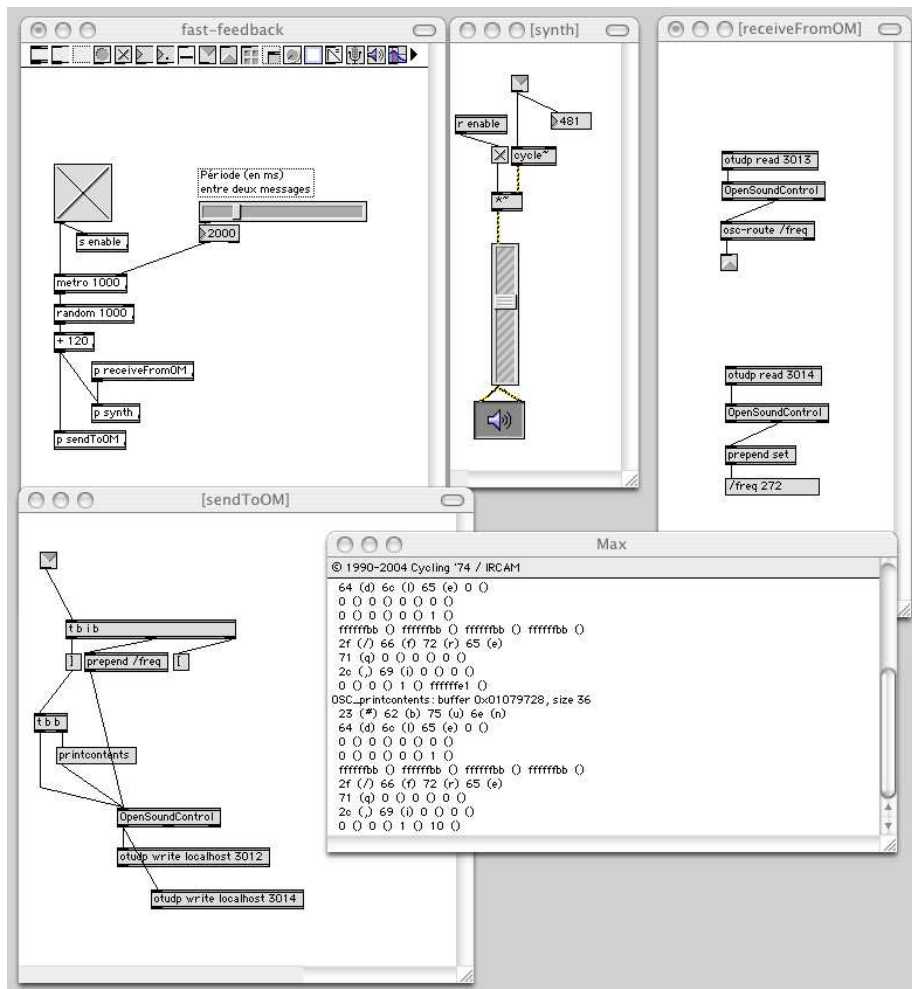 fast-feedback
Période (en ms)
entre deux messages
2000
s enable
metro 1000
random 1000
+ 120
p receiveFromOM
p synth
p sendToOM
[synth]
481
r enable
cycle~
*~
[receiveFromOM]
otudp read 3013
OpenSoundControl
osc-route /freq
otudp read 3014
OpenSoundControl
prepend set
/freq 272
[sendToOM]
t b i b
]
prepend /freq
[
t b b
printcontents
OpenSoundControl
otudp write localhost 3012
otudp write localhost 3014
Max
© 1990-2004 Cycling '74 / IRCAM
64 (d) 6c (l) 65 (e) 0 ()
0 () 0 () 0 () 0 ()
0 () 0 () 0 () 1 ()
ffffffbb () ffffffbb () ffffffbb () ffffffbb ()
2f (/) 66 (f) 72 (r) 65 (e)
71 (q) 0 () 0 () 0 ()
2c (,) 69 (i) 0 () 0 ()
0 () 0 () 1 () ffffffe1 ()
OSC_printcontents: buffer 0x01079728, size 36
23 (#) 62 (b) 75 (u) 6e (n)
64 (d) 6c (l) 65 (e) 0 ()
0 () 0 () 0 () 0 ()
0 () 0 () 0 () 1 ()
ffffffbb () ffffffbb () ffffffbb () ffffffbb ()
2f (/) 66 (f) 72 (r) 65 (e)
71 (q) 0 () 0 () 0 ()
2c (,) 69 (i) 0 () 0 ()
0 () 0 () 1 () 10 ()